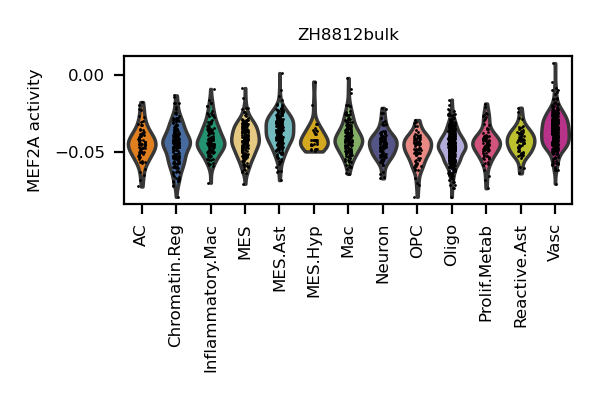 ZH8812bulk
MEF2A activity
0.00
−0.05
AC
Chromatin.Reg
Inflammatory.Mac
MES
MES.Ast
MES.Hyp
Mac
Neuron
OPC
Oligo
Prolif.Metab
Reactive.Ast
Vasc